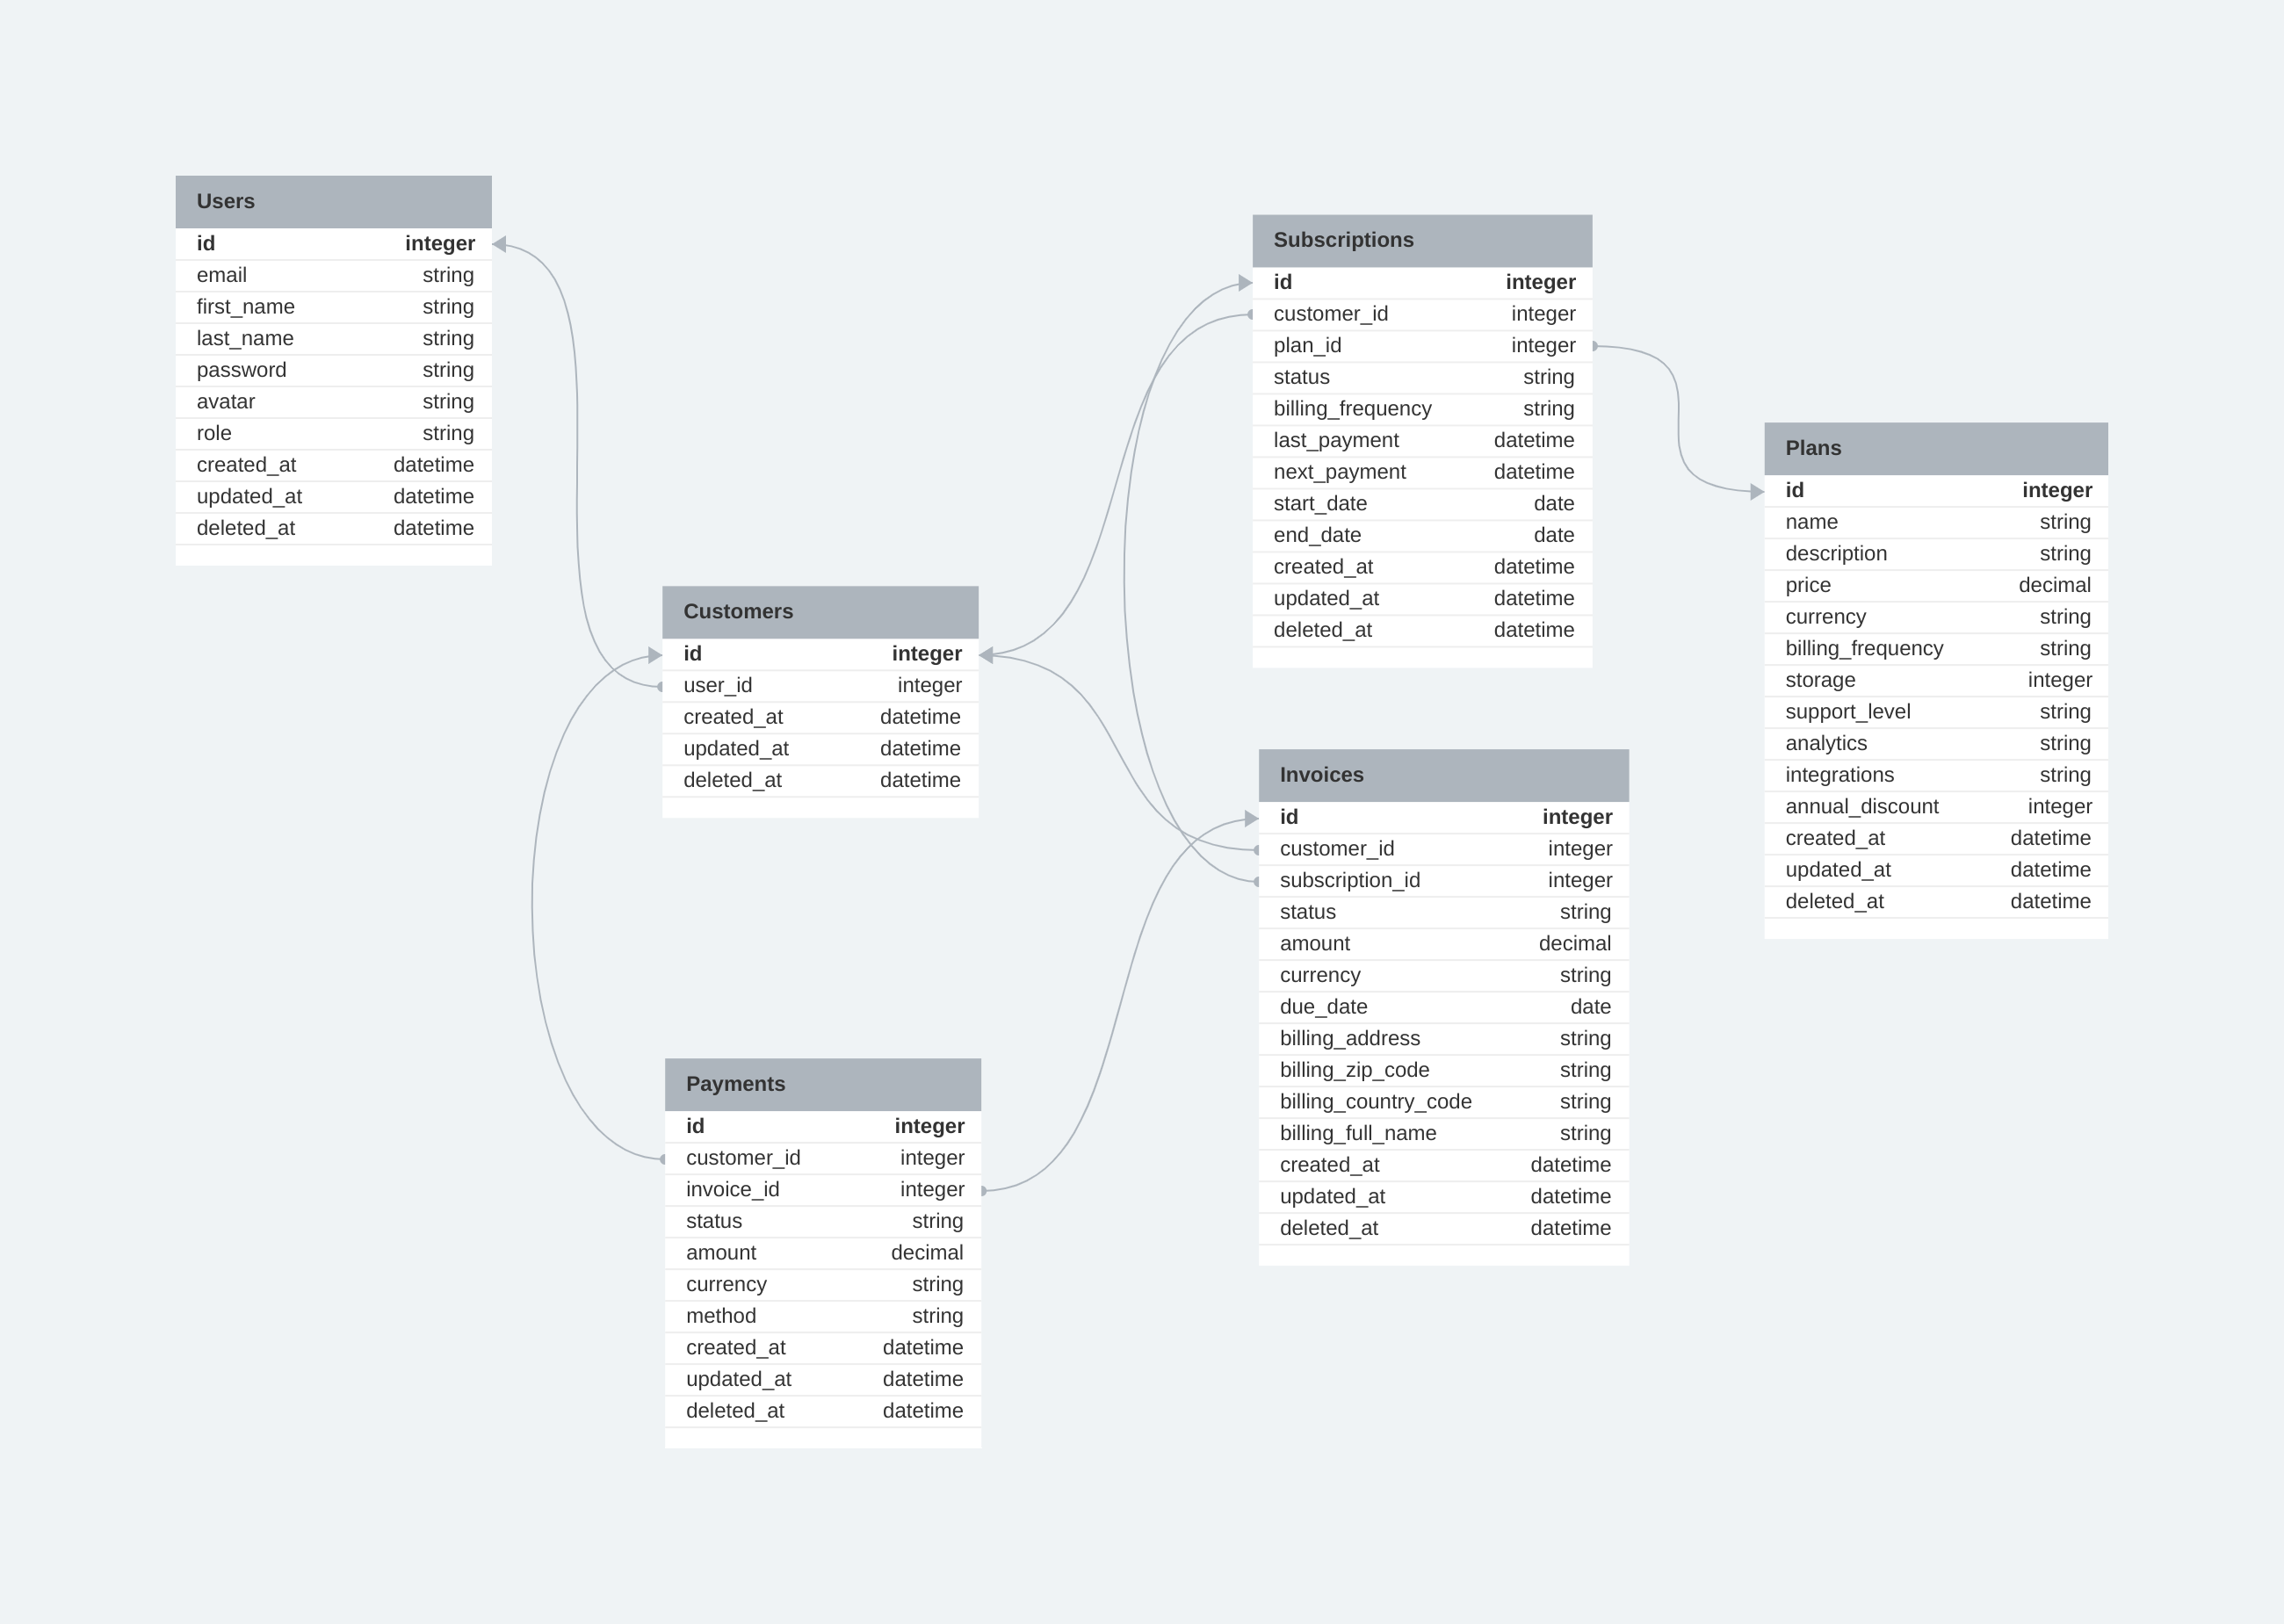 Users
id integer
email string
first_name string
last_name string
password string
avatar string
role string
created_at datetime
updated_at datetime
deleted_at datetime
Customers
id integer
user_id integer
created_at datetime
updated_at datetime
deleted_at datetime
Payments
id integer
customer_id integer
invoice_id integer
status string
amount decimal
currency string
method string
created_at datetime
updated_at datetime
deleted_at datetime
Subscriptions
id integer
customer_id integer
plan_id integer
status string
billing_frequency string
last_payment datetime
next_payment datetime
start_date date
end_date date
created_at datetime
updated_at datetime
deleted_at datetime
Invoices
id integer
customer_id integer
subscription_id integer
status string
amount decimal
currency string
due_date date
billing_address string
billing_zip_code string
billing_country_code string
billing_full_name string
created_at datetime
updated_at datetime
deleted_at datetime
Plans
id integer
name string
description string
price decimal
currency string
billing_frequency string
storage integer
support_level string
analytics string
integrations string
annual_discount integer
created_at datetime
updated_at datetime
deleted_at datetime